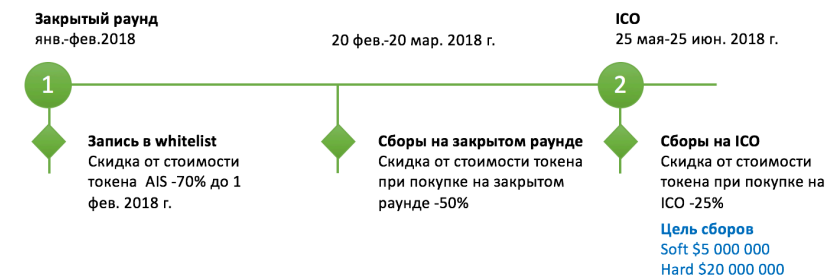 Закрытый раунд
янв.-фев.2018
20 фев.-20 мар. 2018 г.
ICO
25 мая-25 июн. 2018 г.
1
2
Запись в whitelist
Скидка от стоимости
токена AIS -70% до 1
фев. 2018 г.
Сборы на закрытом раунде
Скидка от стоимости токена
при покупке на закрытом
раунде -50%
Сборы на ICO
Скидка от стоимости
токена при покупке на
ICO -25%
Цель сборов
Soft $5 000 000
Hard $20 000 000